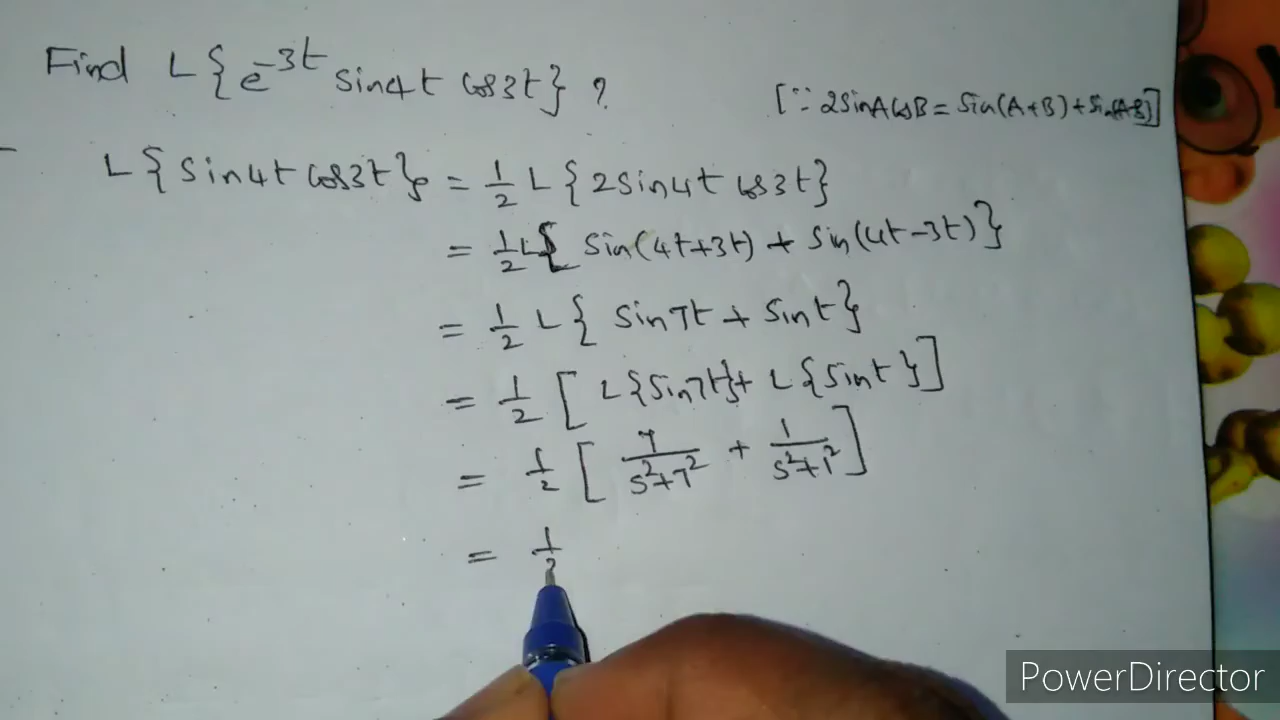 Find L{e^-3t sin4t cos3t} ?
[∵ 2SinACosB = Sin(A+B)+Sin(A-B)]
L{Sin4t cos3t} = 1/2 L{2Sin4t cos3t}
= 1/2 L{ Sin(4t+3t) + Sin(4t-3t)}
= 1/2 L{ Sin7t + Sint}
= 1/2 [ L{Sin7t} + L{Sint}]
= 1/2 [ 7/(s²+7²) + 1/(s²+1²) ]
= 1/2
PowerDirector